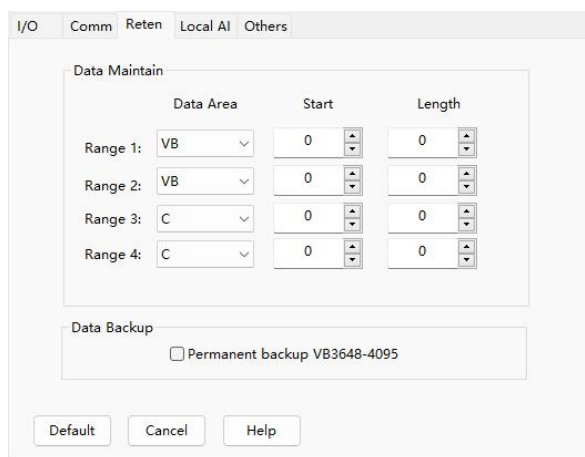 I/O Comm Reten Local AI Others
Data Maintain
Data Area Start Length
Range 1: VB 0 0
Range 2: VB 0 0
Range 3: C 0 0
Range 4: C 0 0
Data Backup
Permanent backup VB3648-4095
Default Cancel Help